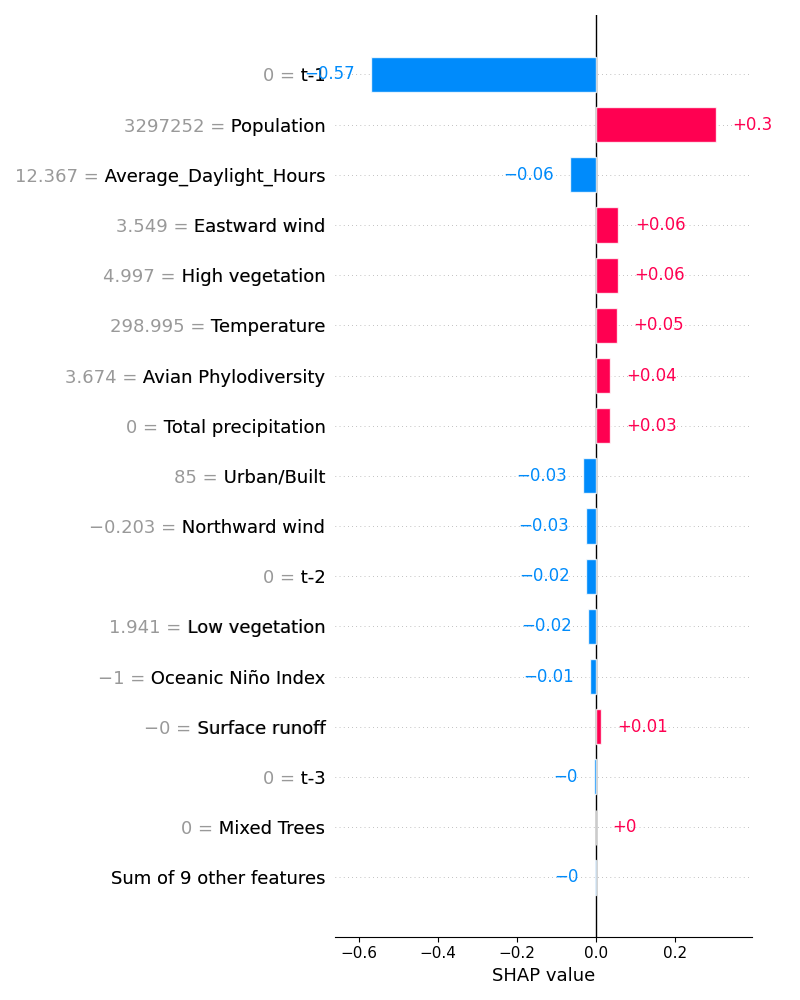 0 = t-1 −0.57
3297252 = Population +0.3
12.367 = Average_Daylight_Hours −0.06
3.549 = Eastward wind +0.06
4.997 = High vegetation +0.06
298.995 = Temperature +0.05
3.674 = Avian Phylodiversity +0.04
0 = Total precipitation +0.03
85 = Urban/Built −0.03
−0.203 = Northward wind −0.03
0 = t-2 −0.02
1.941 = Low vegetation −0.02
−1 = Oceanic Niño Index −0.01
−0 = Surface runoff +0.01
0 = t-3 −0
0 = Mixed Trees +0
Sum of 9 other features −0
−0.6 −0.4 −0.2 0.0 0.2
SHAP value